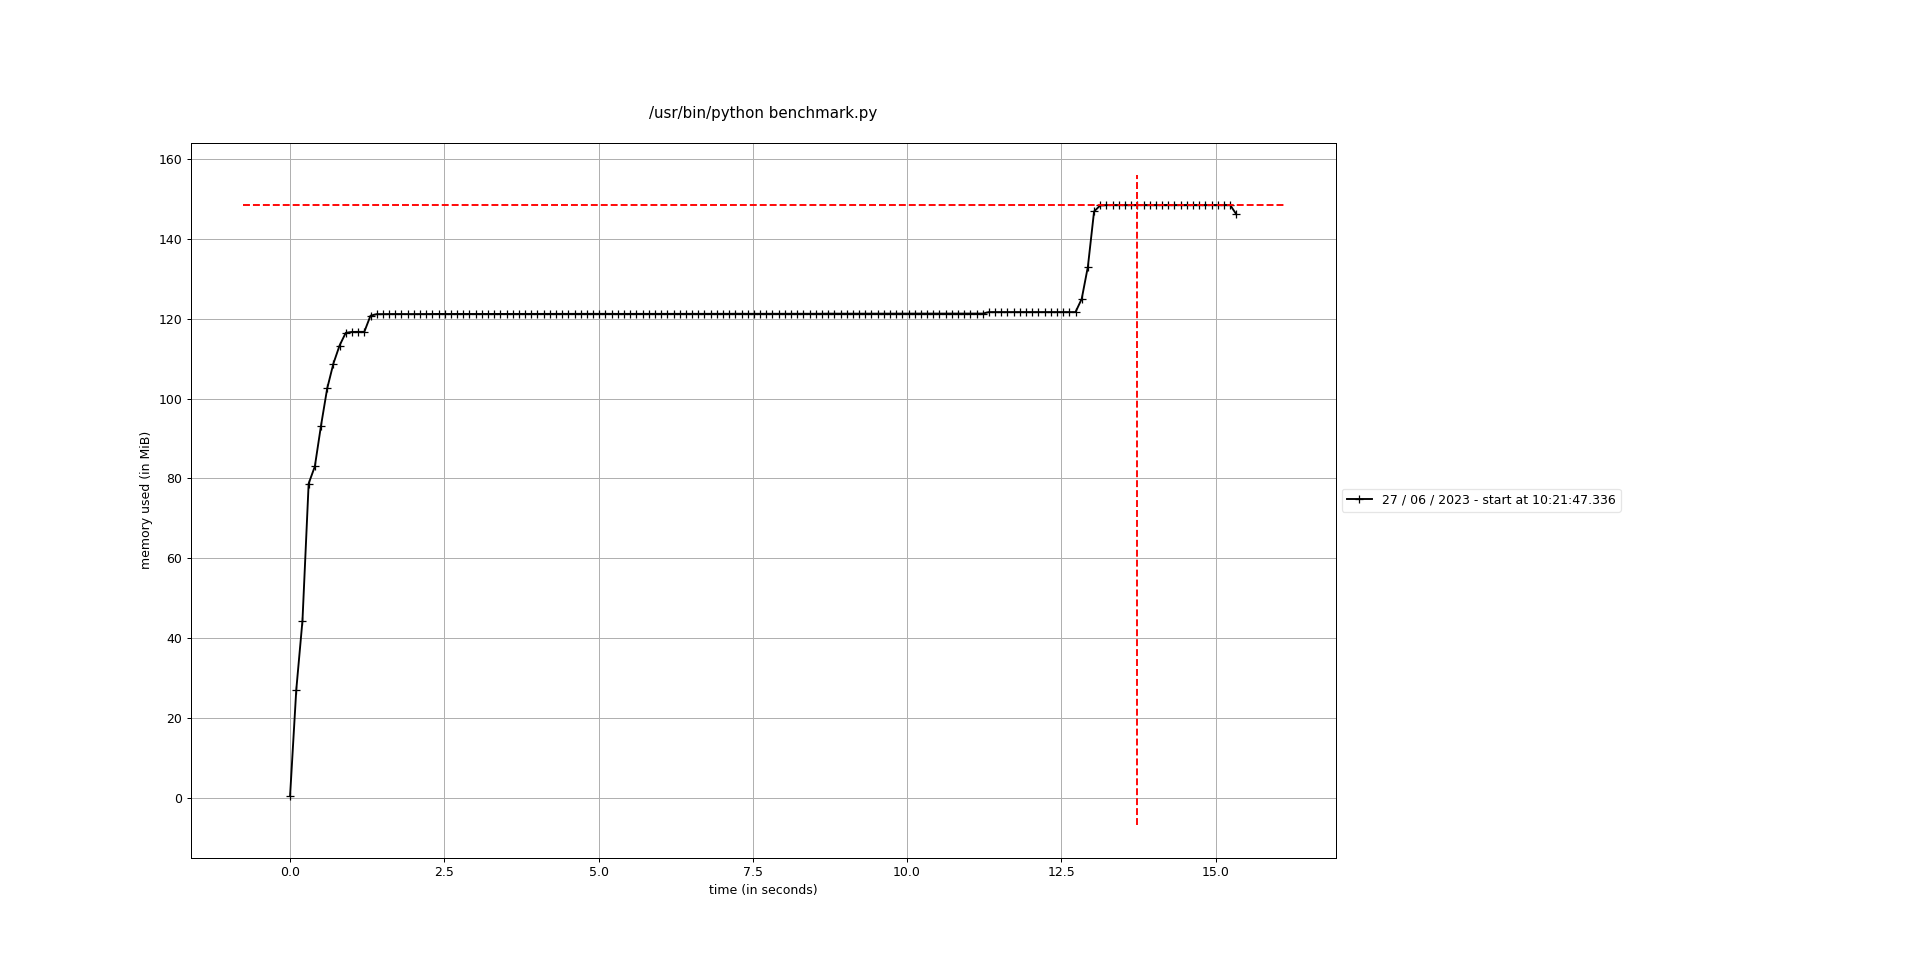 /usr/bin/python benchmark.py
160
140
120
100
80
60
40
20
0
memory used (in MiB)
0.0 2.5 5.0 7.5 10.0 12.5 15.0
time (in seconds)
27 / 06 / 2023 - start at 10:21:47.336